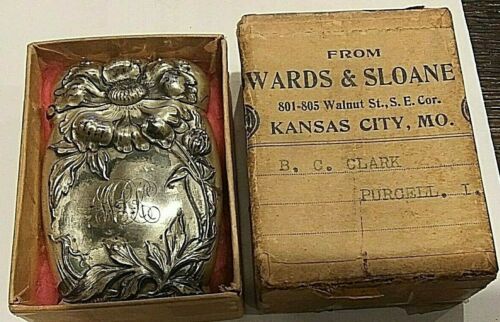 FROM
WARDS & SLOANE
801-805 Walnut St., S. E. Cor.
KANSAS CITY, MO.
B. C. CLARK
PURCELL, I.